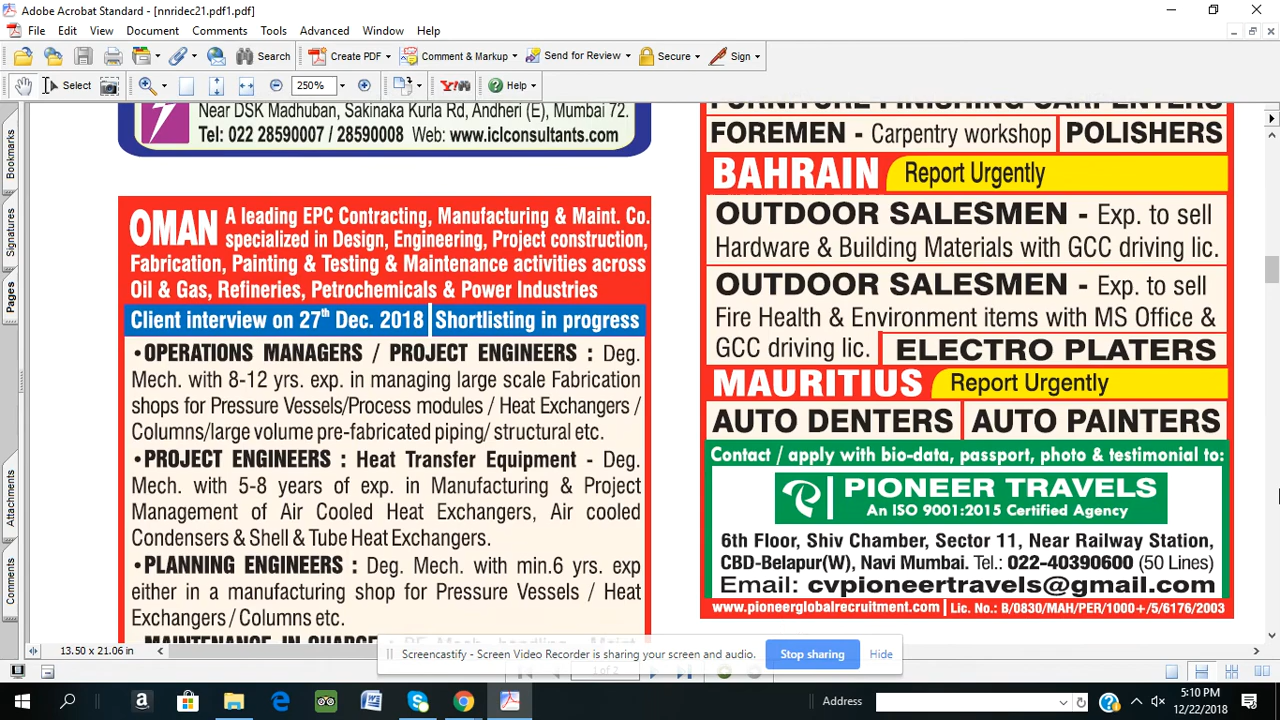 Adobe Acrobat Standard - [nnridec21.pdf1.pdf]
File Edit View Document Comments Tools Advanced Window Help
Search Create PDF Comment & Markup Send for Review Secure Sign
Select 250% Y! Help
Bookmarks
Signatures
Pages
Attachments
Comments
Near DSK Madhuban, Sakinaka Kurla Rd, Andheri (E), Mumbai 72.
Tel: 022 28590007 / 28590008 Web: www.iclconsultants.com
OMAN A leading EPC Contracting, Manufacturing & Maint. Co.
specialized in Design, Engineering, Project construction,
Fabrication, Painting & Testing & Maintenance activities across
Oil & Gas, Refineries, Petrochemicals & Power Industries
Client interview on 27th Dec. 2018 Shortlisting in progress
•OPERATIONS MANAGERS / PROJECT ENGINEERS : Deg.
Mech. with 8-12 yrs. exp. in managing large scale Fabrication
shops for Pressure Vessels/Process modules / Heat Exchangers /
Columns/large volume pre-fabricated piping/ structural etc.
•PROJECT ENGINEERS : Heat Transfer Equipment - Deg.
Mech. with 5-8 years of exp. in Manufacturing & Project
Management of Air Cooled Heat Exchangers, Air cooled
Condensers & Shell & Tube Heat Exchangers.
•PLANNING ENGINEERS : Deg. Mech. with min.6 yrs. exp
either in a manufacturing shop for Pressure Vessels / Heat
Exchangers / Columns etc.
FURNITURE FINISHING CARPENTERS
FOREMEN - Carpentry workshop POLISHERS
BAHRAIN Report Urgently
OUTDOOR SALESMEN - Exp. to sell
Hardware & Building Materials with GCC driving lic.
OUTDOOR SALESMEN - Exp. to sell
Fire Health & Environment items with MS Office &
GCC driving lic. ELECTRO PLATERS
MAURITIUS Report Urgently
AUTO DENTERS AUTO PAINTERS
Contact / apply with bio-data, passport, photo & testimonial to:
PIONEER TRAVELS
An ISO 9001:2015 Certified Agency
6th Floor, Shiv Chamber, Sector 11, Near Railway Station,
CBD-Belapur(W), Navi Mumbai. Tel.: 022-40390600 (50 Lines)
Email: cvpioneertravels@gmail.com
www.pioneerglobalrecruitment.com Lic. No.: B/0830/MAH/PER/1000+/5/6176/2003
13.50 x 21.06 in
Screencastify - Screen Video Recorder is sharing your screen and audio. Stop sharing Hide
1 of 2
Address
5:10 PM
12/22/2018